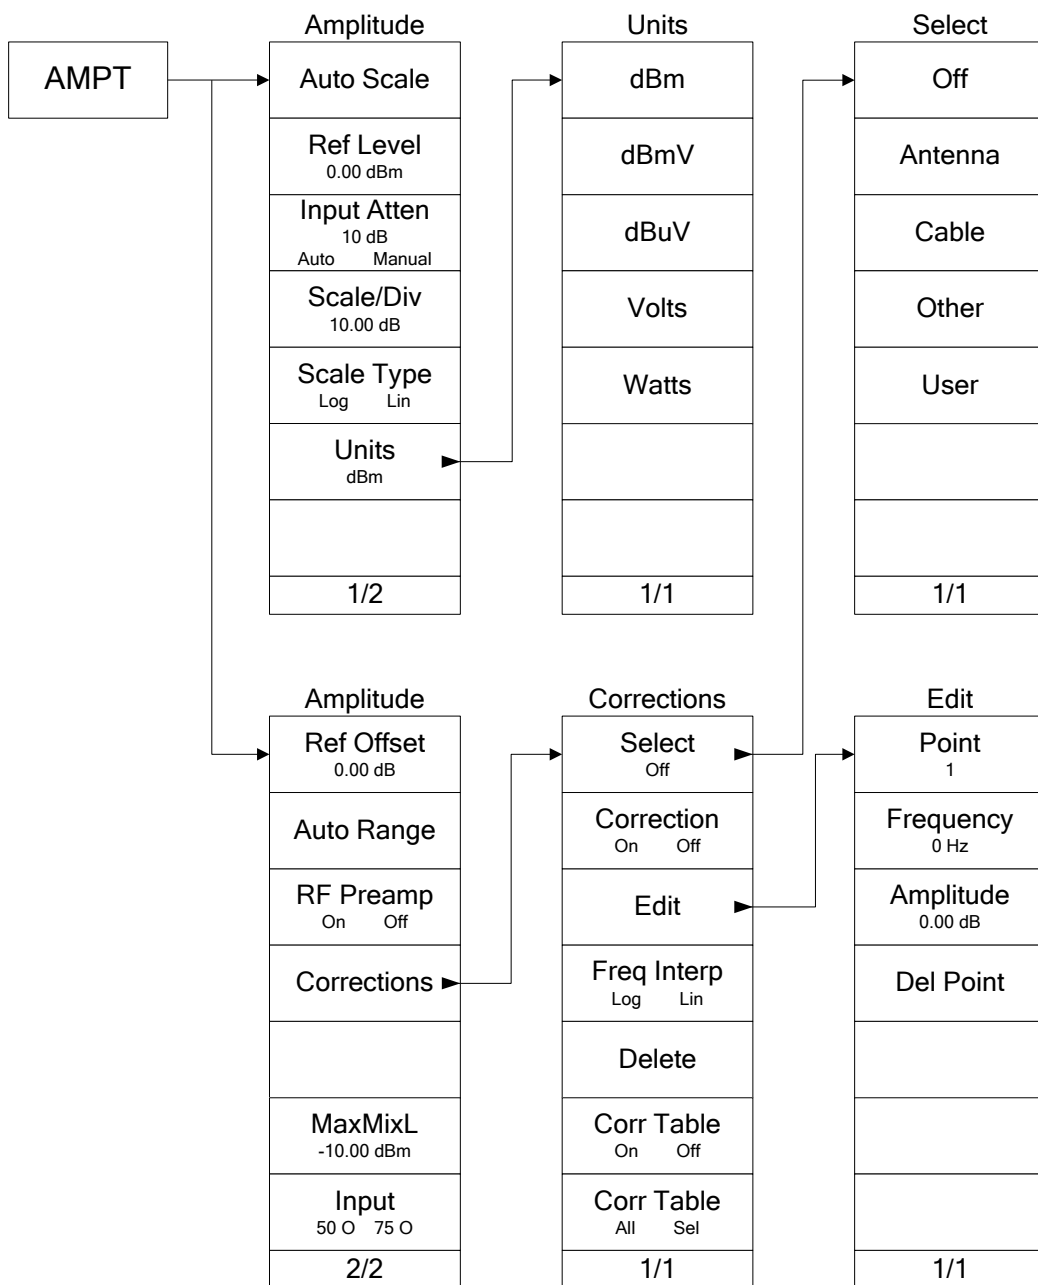 AMPT
Amplitude
Auto Scale
Ref Level
0.00 dBm
Input Atten
10 dB
Auto Manual
Scale/Div
10.00 dB
Scale Type
Log Lin
Units
dBm
1/2
Units
dBm
dBmV
dBuV
Volts
Watts
1/1
Select
Off
Antenna
Cable
Other
User
1/1
Amplitude
Ref Offset
0.00 dB
Auto Range
RF Preamp
On Off
Corrections
MaxMixL
-10.00 dBm
Input
50 O 75 O
2/2
Corrections
Select
Off
Correction
On Off
Edit
Freq Interp
Log Lin
Delete
Corr Table
On Off
Corr Table
All Sel
1/1
Edit
Point
1
Frequency
0 Hz
Amplitude
0.00 dB
Del Point
1/1